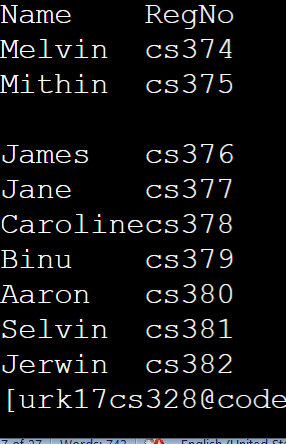 Name    RegNo
Melvin  cs374
Mithin  cs375

James   cs376
Jane    cs377
Carolinecs378
Binu    cs379
Aaron   cs380
Selvin  cs381
Jerwin  cs382
[urk17cs328@code